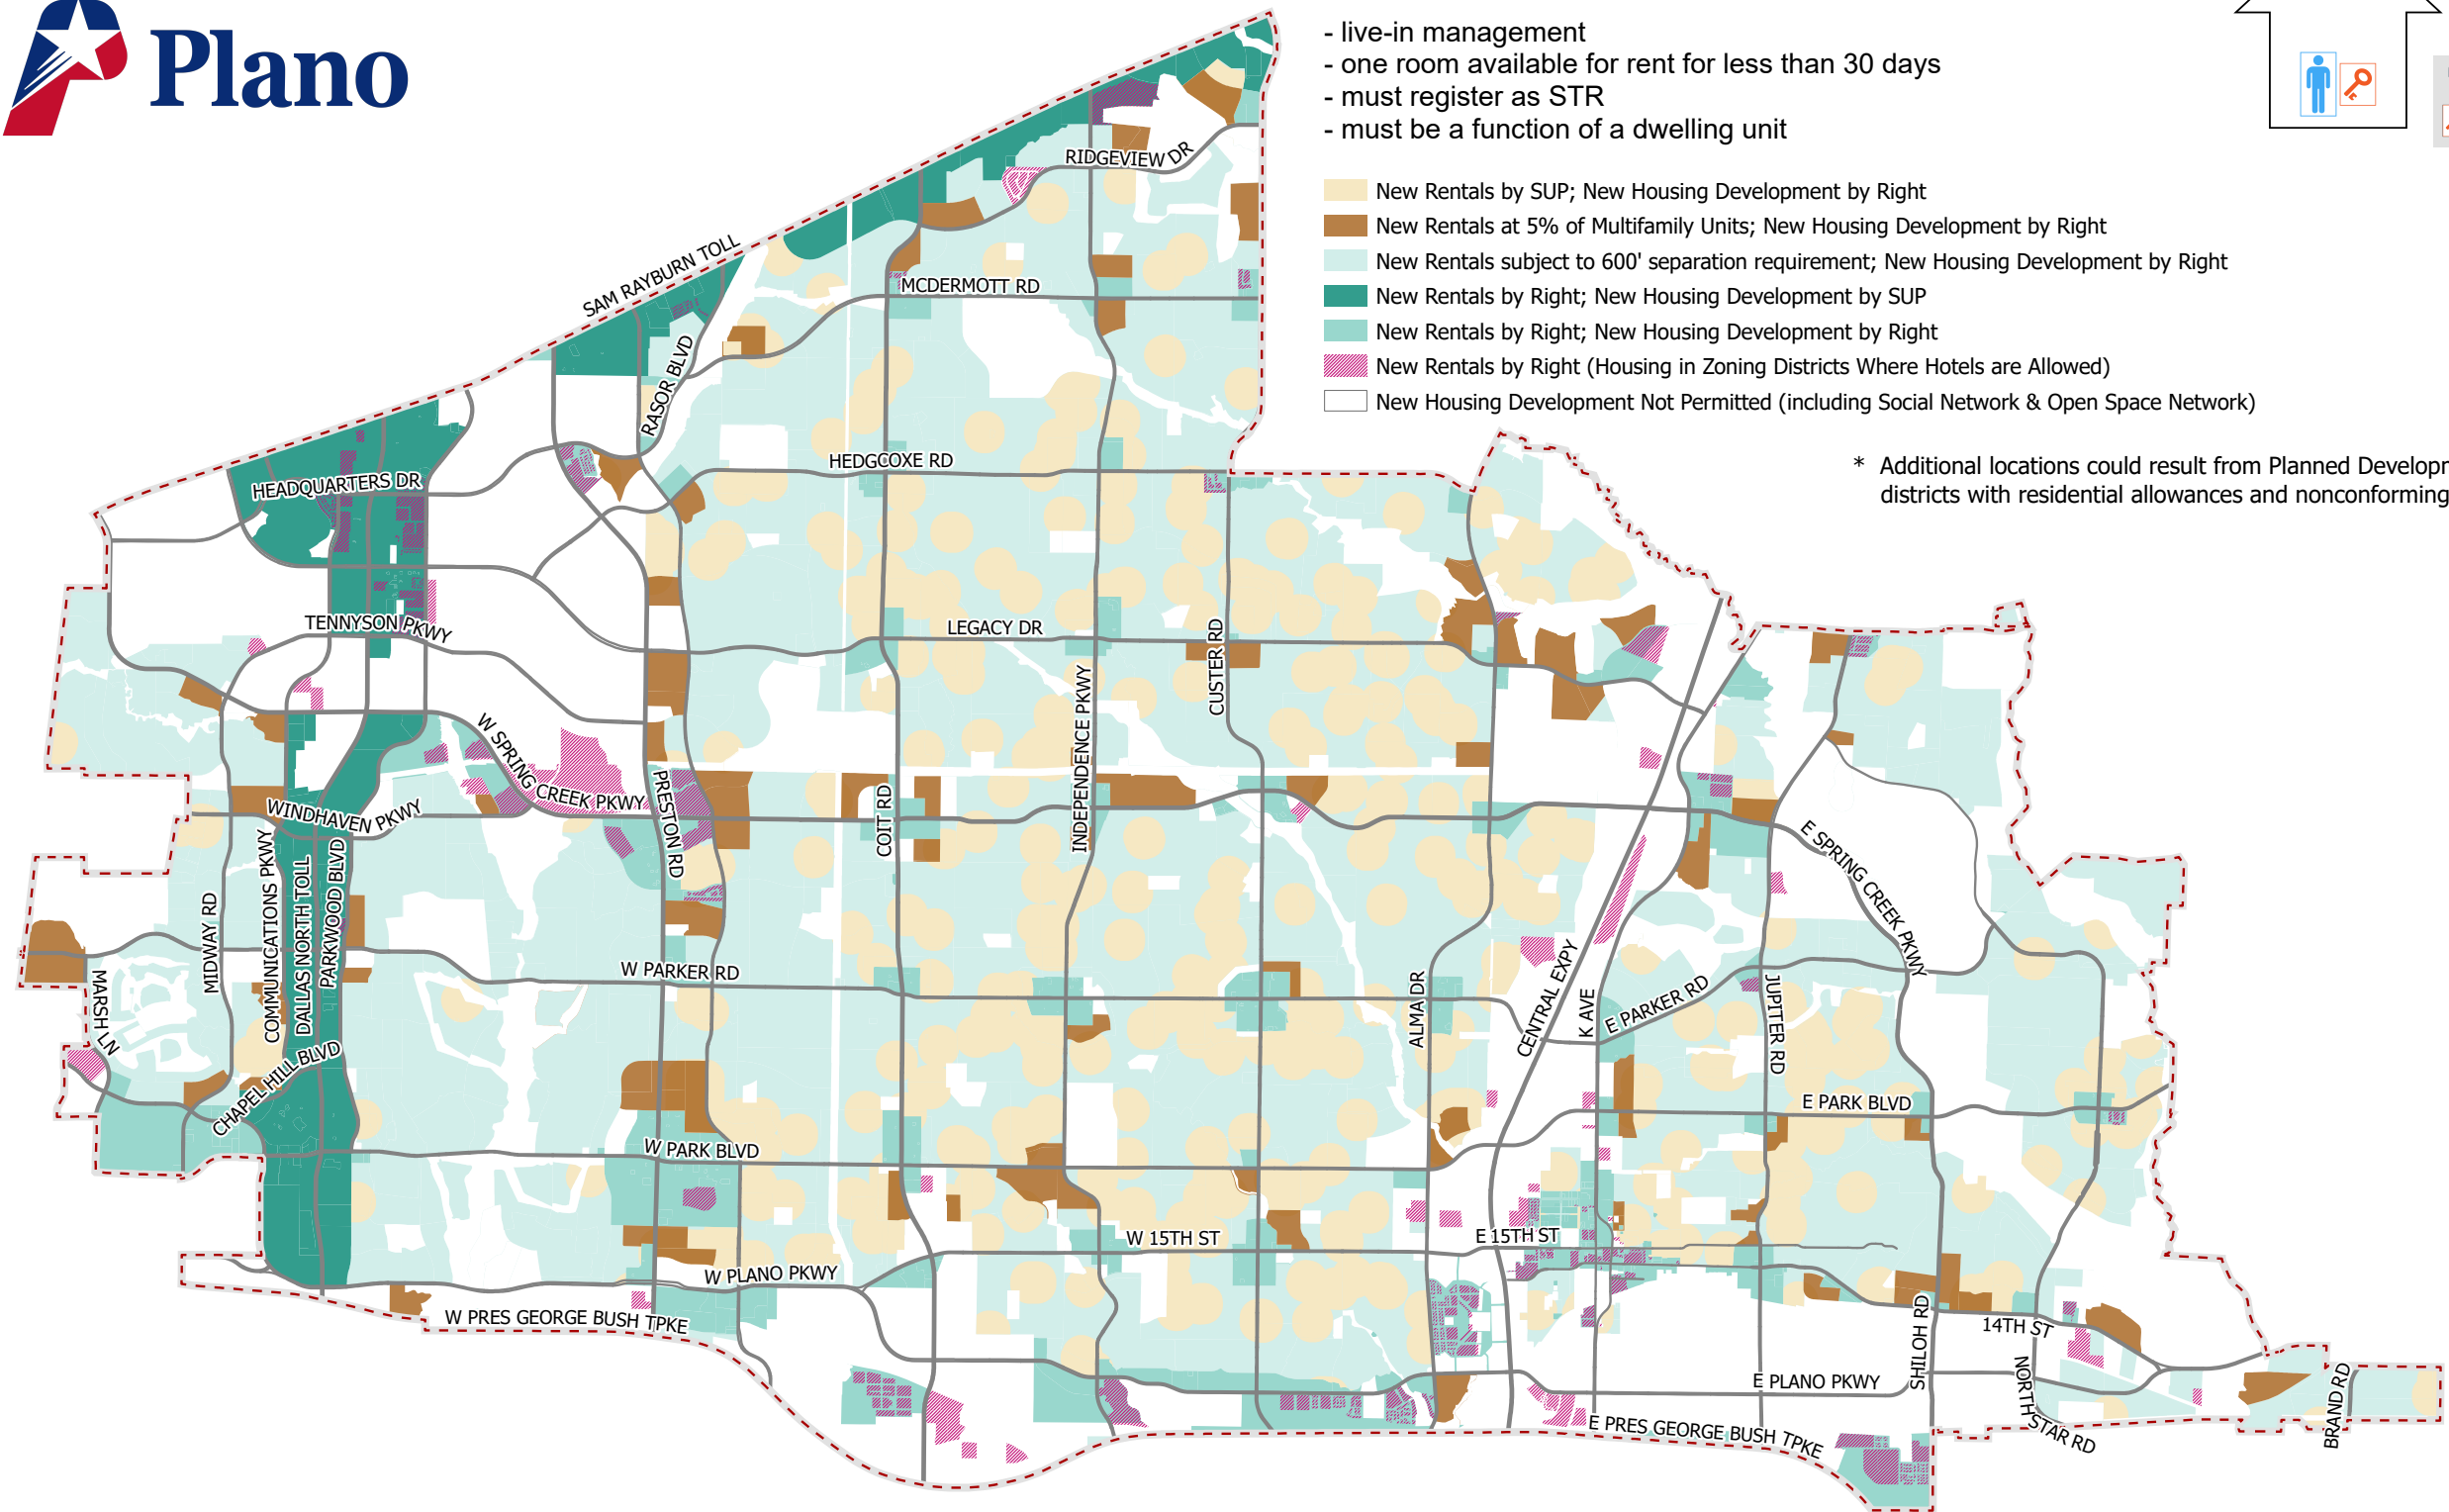 Plano
- live-in management
- one room available for rent for less than 30 days
- must register as STR
- must be a function of a dwelling unit
New Rentals by SUP; New Housing Development by Right
New Rentals at 5% of Multifamily Units; New Housing Development by Right
New Rentals subject to 600' separation requirement; New Housing Development by Right
New Rentals by Right; New Housing Development by SUP
New Rentals by Right; New Housing Development by Right
New Rentals by Right (Housing in Zoning Districts Where Hotels are Allowed)
New Housing Development Not Permitted (including Social Network & Open Space Network)
* Additional locations could result from Planned Developm
districts with residential allowances and nonconforming
RIDGEVIEW DR
SAM RAYBURN TOLL
MCDERMOTT RD
RASOR BLVD
HEDGCOXE RD
HEADQUARTERS DR
TENNYSON PKWY
LEGACY DR
CUSTER RD
INDEPENDENCE PKWY
W SPRING CREEK PKWY
PRESTON RD
COIT RD
WINDHAVEN PKWY
E SPRING CREEK PKWY
MIDWAY RD
COMMUNICATIONS PKWY
DALLAS NORTH TOLL
PARKWOOD BLVD
MARSH LN
W PARKER RD
ALMA DR
CENTRAL EXPY
K AVE
E PARKER RD
JUPITER RD
CHAPEL HILL BLVD
E PARK BLVD
W PARK BLVD
W 15TH ST
E 15TH ST
W PLANO PKWY
W PRES GEORGE BUSH TPKE
SHILOH RD
14TH ST
E PLANO PKWY
NORTH STAR RD
BRAND RD
E PRES GEORGE BUSH TPKE